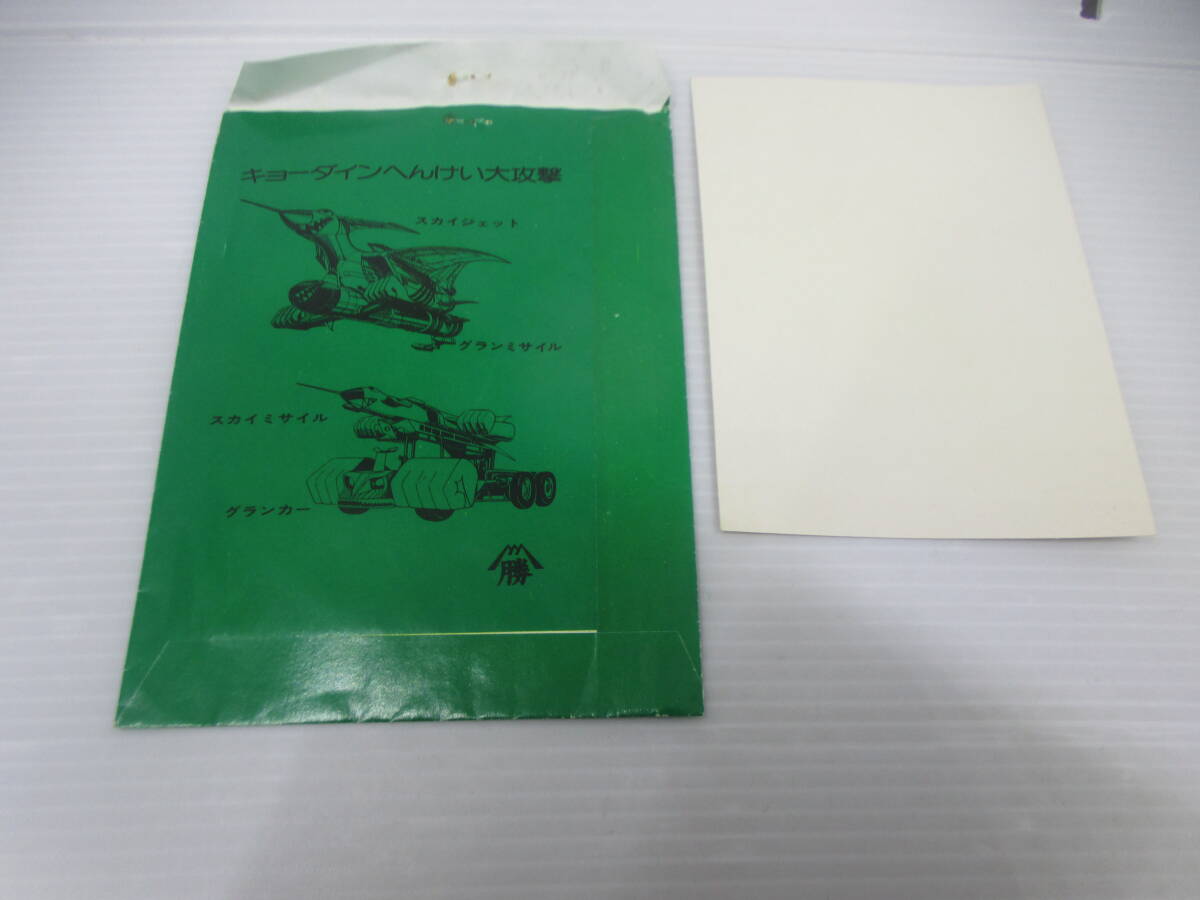 キョーダインへんけい大攻撃
スカイジェット
グランミサイル
スカイミサイル
グランカー
勝